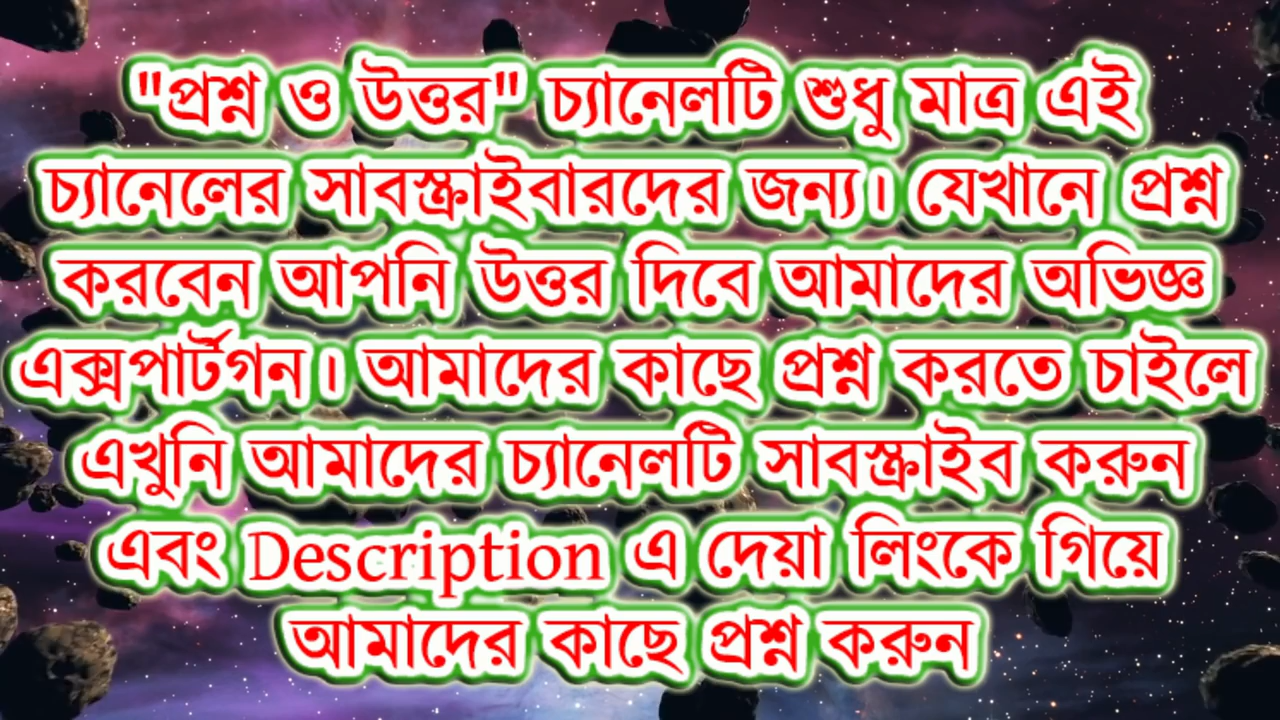 "প্রশ্ন ও উত্তর" চ্যানেলটি শুধু মাত্র এই
চ্যানেলের সাবস্ক্রাইবারদের জন্য। যেখানে প্রশ্ন
করবেন আপনি উত্তর দিবে আমাদের অভিজ্ঞ
এক্সপার্টগন। আমাদের কাছে প্রশ্ন করতে চাইলে
এখুনি আমাদের চ্যানেলটি সাবস্ক্রাইব করুন
এবং Description এ দেয়া লিংকে গিয়ে
আমাদের কাছে প্রশ্ন করুন